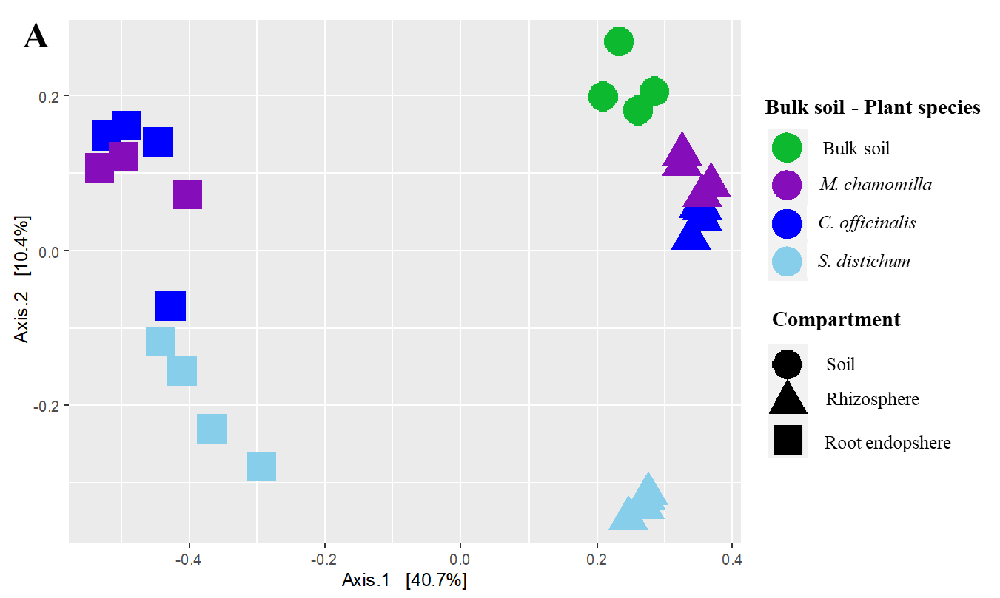 A
0.2
0.0
-0.2
Axis.2 [10.4%]
-0.4
-0.2
0.0
0.2
0.4
Axis.1 [40.7%]
Bulk soil - Plant species
Bulk soil
M. chamomilla
C. officinalis
S. distichum
Compartment
Soil
Rhizosphere
Root endopshere